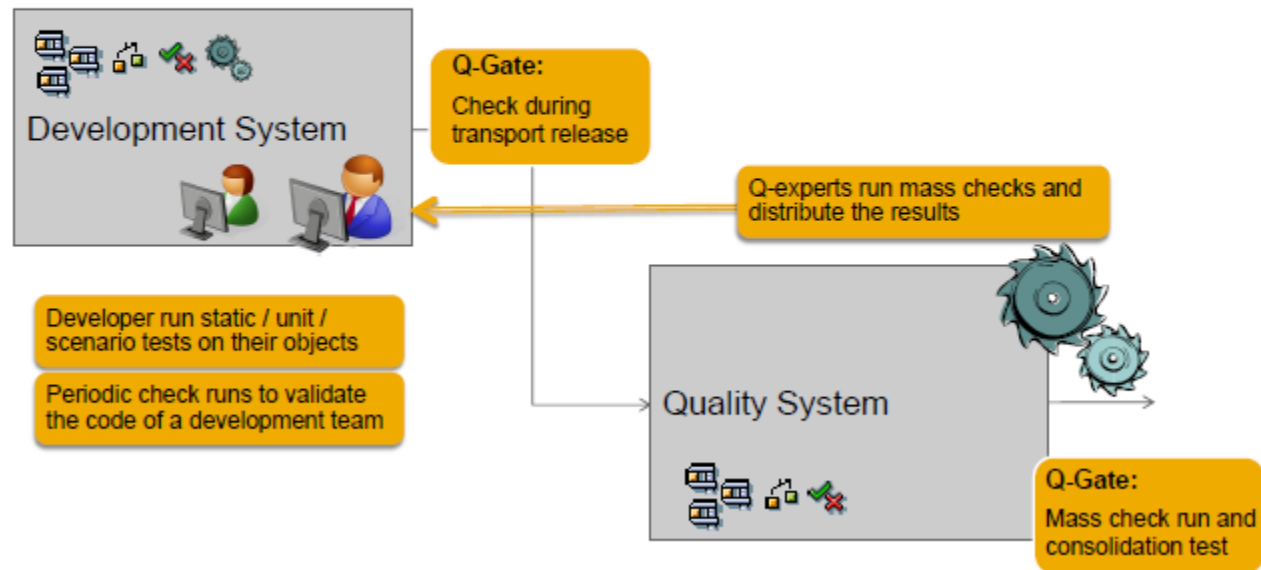 Development System
Q-Gate:
Check during
transport release
Q-experts run mass checks and
distribute the results
Developer run static / unit /
scenario tests on their objects
Periodic check runs to validate
the code of a development team
Quality System
Q-Gate:
Mass check run and
consolidation test